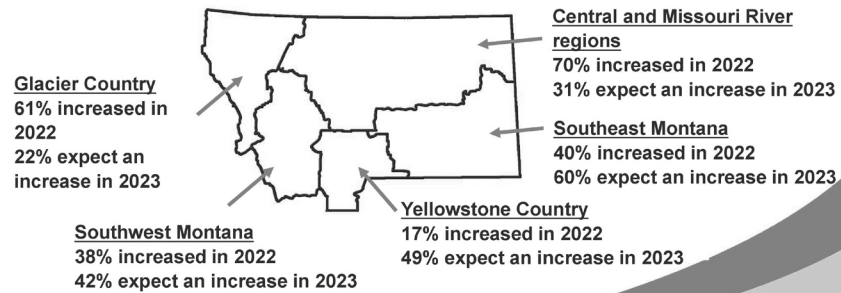 Central and Missouri River
regions
70% increased in 2022
31% expect an increase in 2023
Glacier Country
61% increased in
2022
22% expect an
increase in 2023
Southeast Montana
40% increased in 2022
60% expect an increase in 2023
Yellowstone Country
17% increased in 2022
49% expect an increase in 2023
Southwest Montana
38% increased in 2022
42% expect an increase in 2023